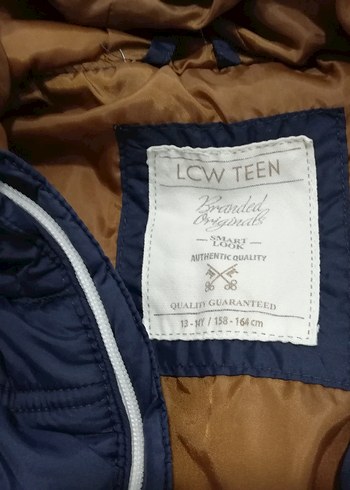 LCW TEEN
Branded
Originals
SMART
LOOK
AUTHENTIC QUALITY
QUALITY GUARANTEED
13 - 14Y / 158 - 164 cm